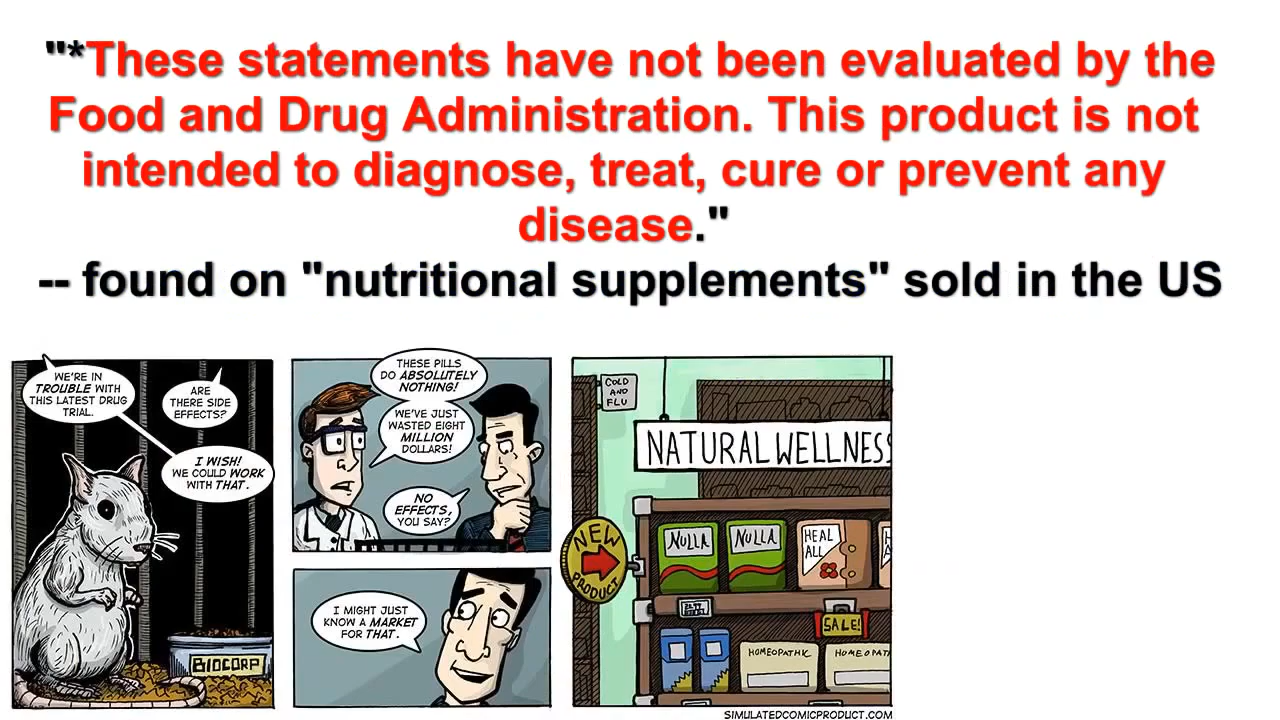 "*These statements have not been evaluated by the
Food and Drug Administration. This product is not
intended to diagnose, treat, cure or prevent any
disease."
-- found on "nutritional supplements" sold in the US
WE'RE IN
TROUBLE WITH
THIS LATEST DRUG
TRIAL.
ARE
THERE SIDE
EFFECTS?
I WISH!
WE COULD WORK
WITH THAT.
BIOCORP
THESE PILLS
DO ABSOLUTELY
NOTHING!
WE'VE JUST
WASTED EIGHT
MILLION
DOLLARS!
NO
EFFECTS,
YOU SAY?
I MIGHT JUST
KNOW A MARKET
FOR THAT.
COLD
AND
FLU
NATURAL WELLNESS
NEW
PRODUCT
NULLA
NULLA
HEAL
ALL
SALE!
HOMEOPATHIC
HOMEOPAT
SIMULATEDCOMICPRODUCT.COM